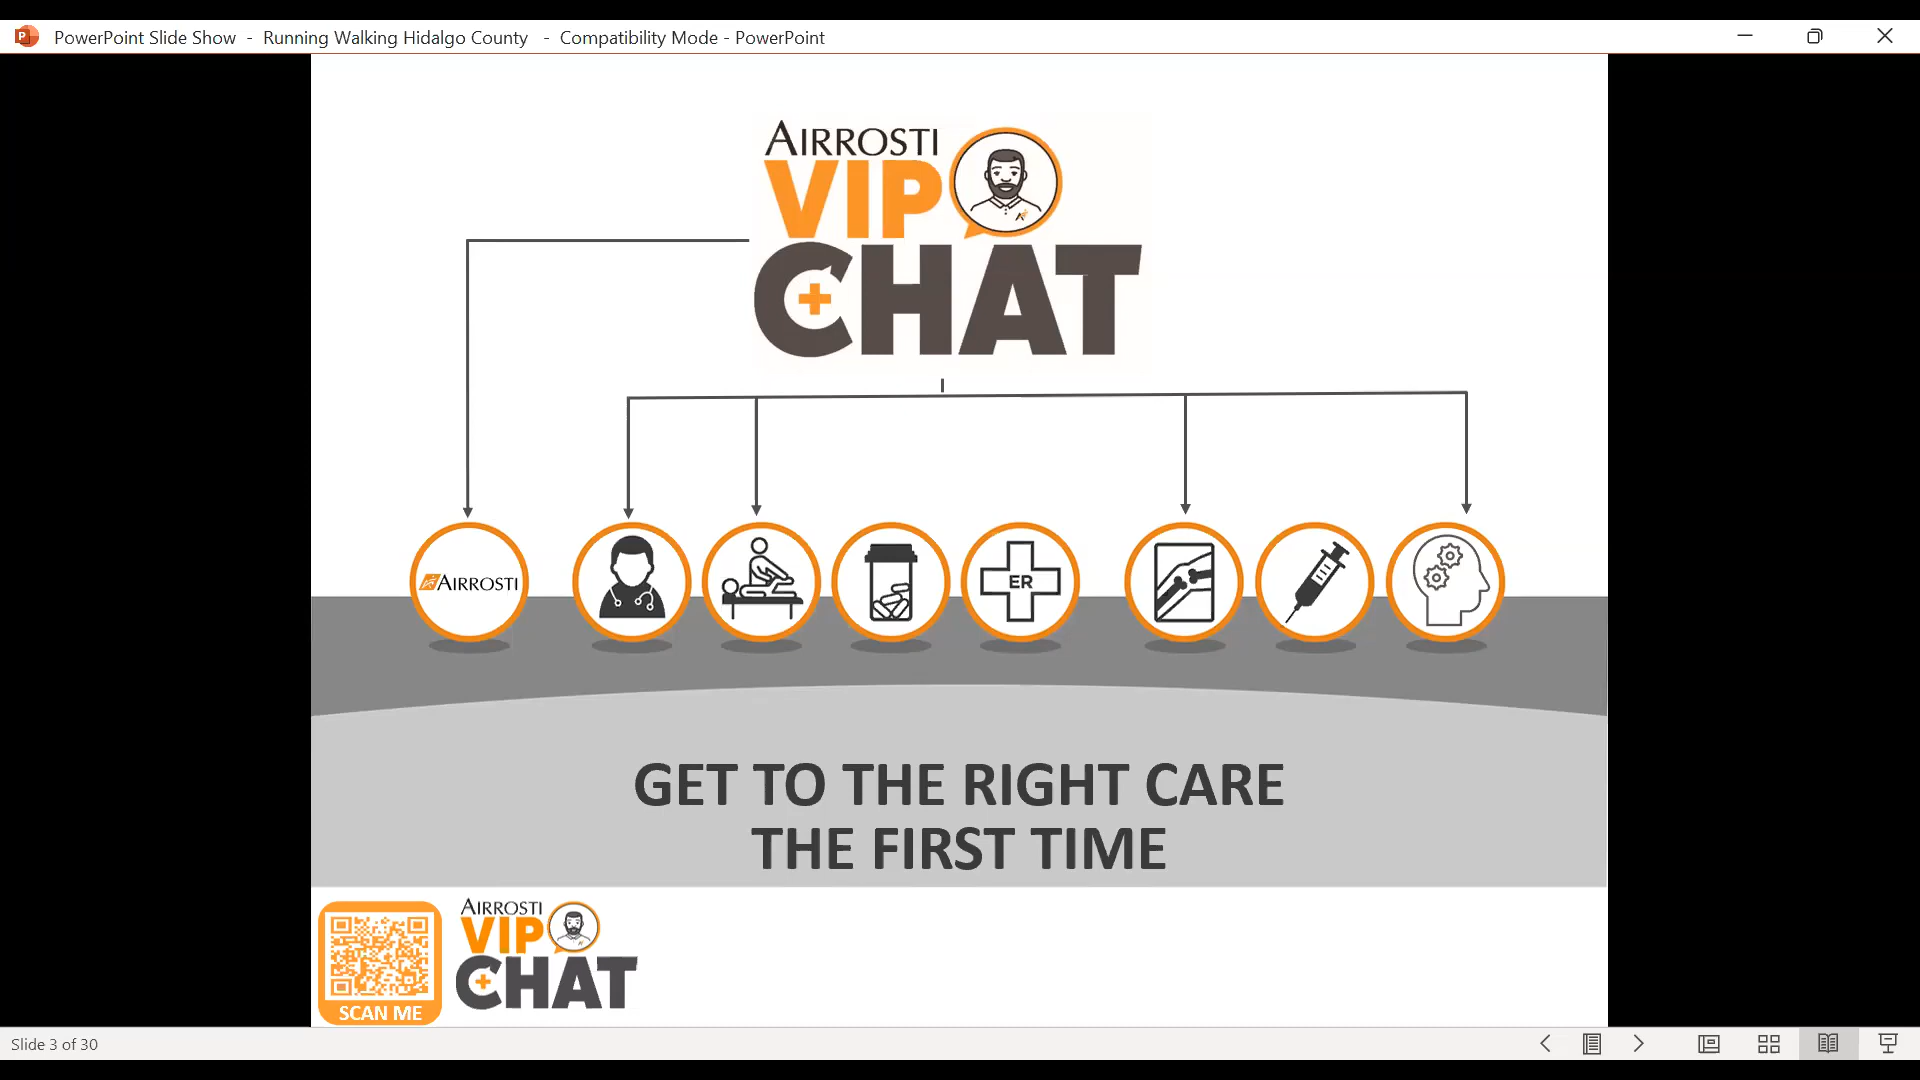 PowerPoint Slide Show - Running Walking Hidalgo County - Compatibility Mode - PowerPoint
AIRROSTI
VIP
CHAT
AIRROSTI
ER
GET TO THE RIGHT CARE
THE FIRST TIME
SCAN ME
AIRROSTI
VIP
CHAT
Slide 3 of 30